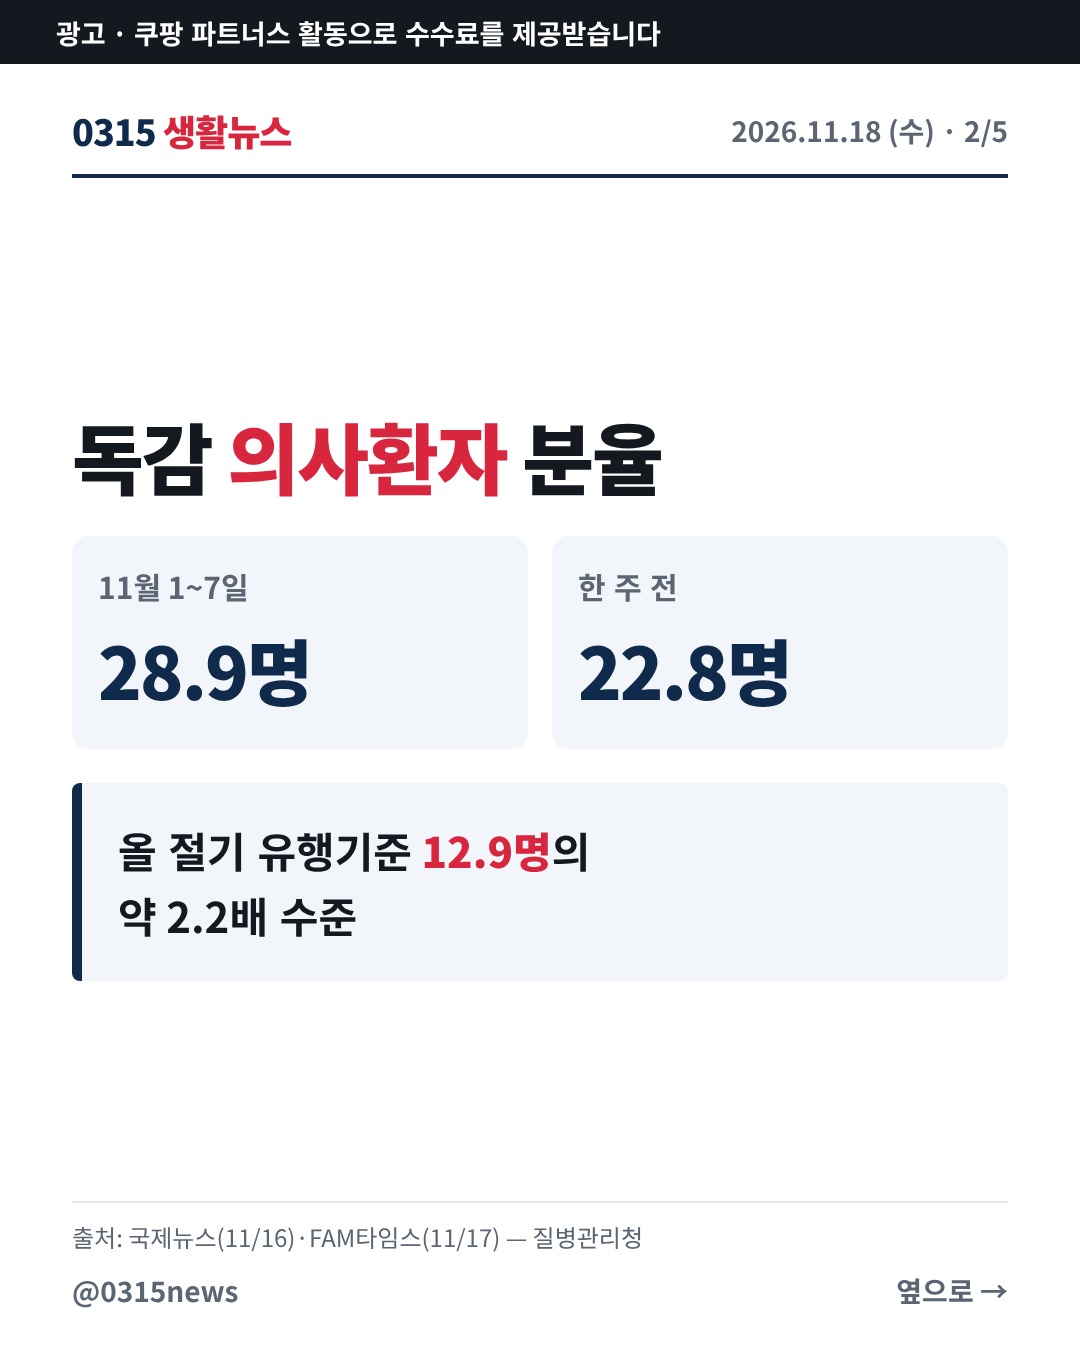 광고 · 쿠팡 파트너스 활동으로 수수료를 제공받습니다
0315 생활뉴스
2026.11.18 (수) · 2/5
독감 의사환자 분율
11월 1~7일
28.9명
한 주 전
22.8명
올 절기 유행기준 12.9명의
약 2.2배 수준
출처: 국제뉴스(11/16)·FAM타임스(11/17) — 질병관리청
@0315news
옆으로 →